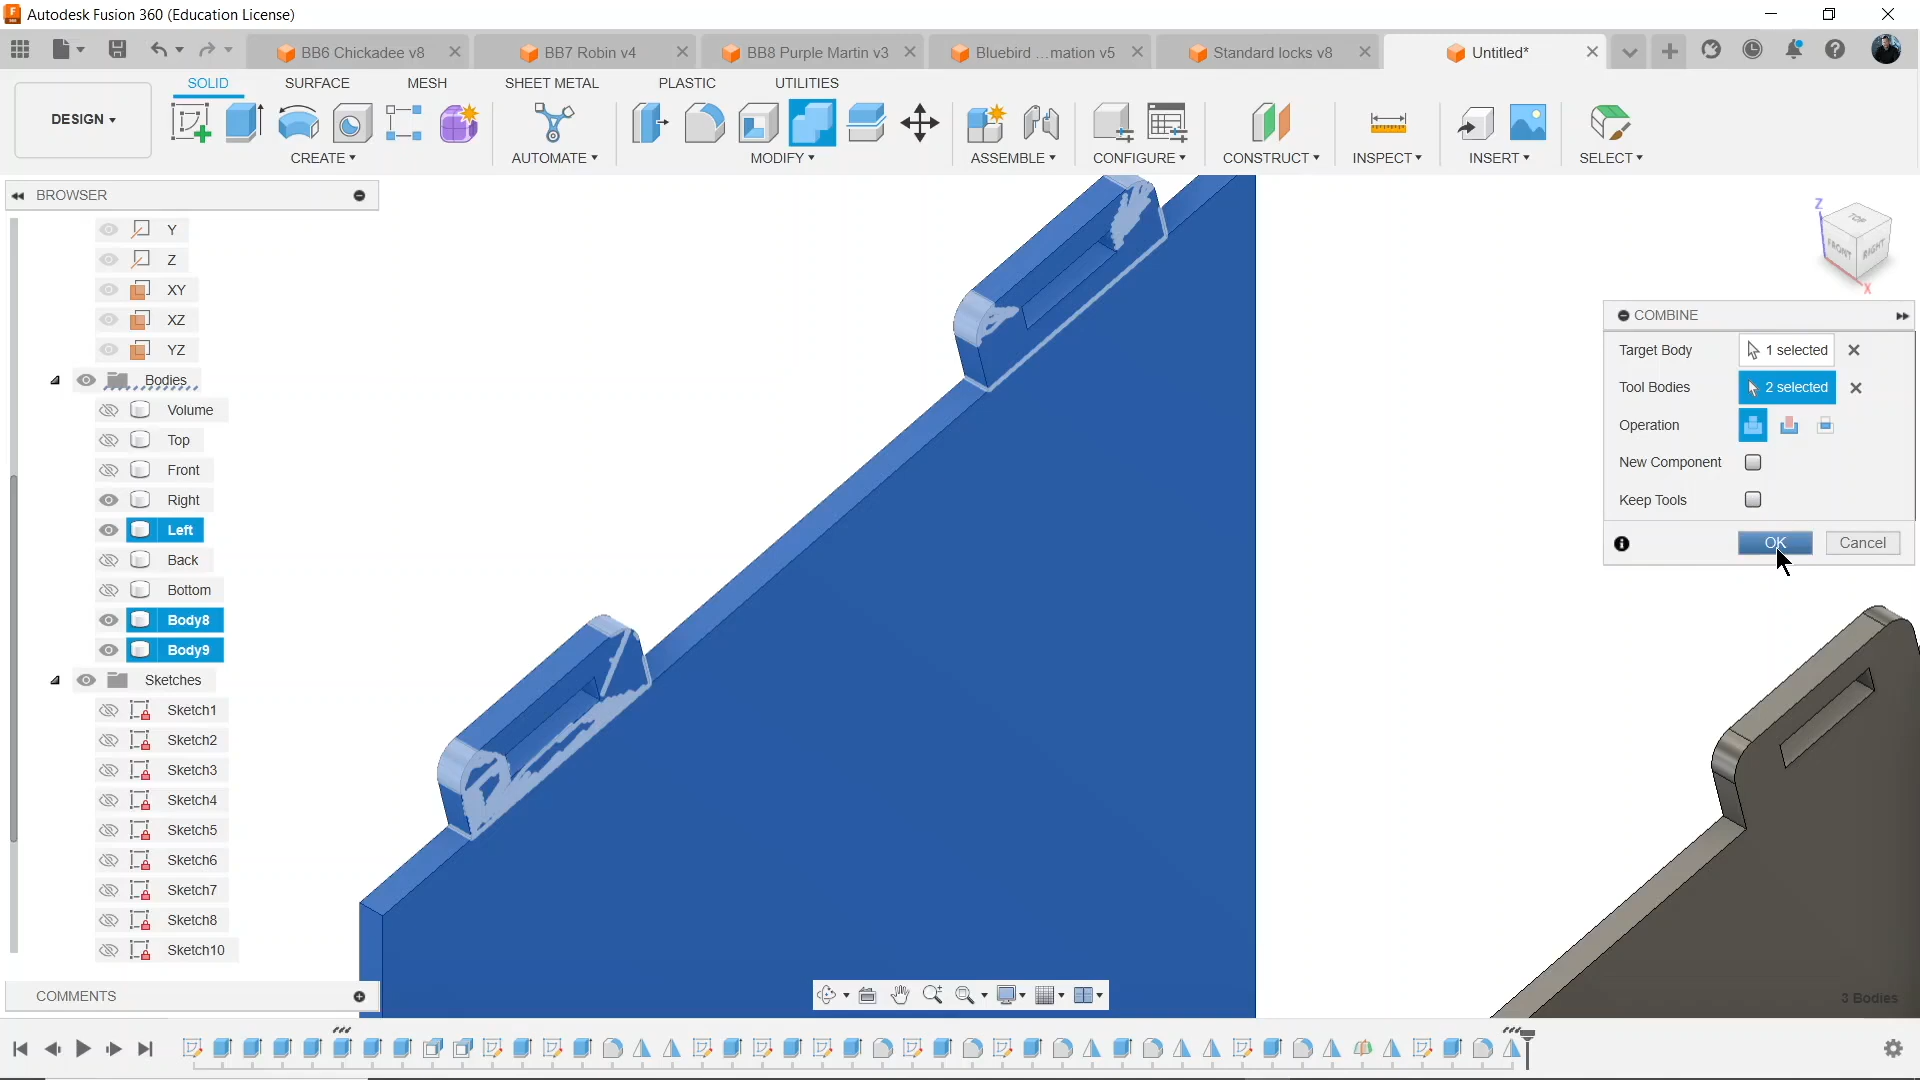 Autodesk Fusion 360 (Education License)
BB6 Chickadee v8
BB7 Robin v4
BB8 Purple Martin v3
Bluebird ...mation v5
Standard locks v8
Untitled*
SOLID
SURFACE
MESH
SHEET METAL
PLASTIC
UTILITIES
DESIGN
CREATE
AUTOMATE
MODIFY
ASSEMBLE
CONFIGURE
CONSTRUCT
INSPECT
INSERT
SELECT
BROWSER
Y
Z
XY
XZ
YZ
Bodies
Volume
Top
Front
Right
Left
Back
Bottom
Body8
Body9
Sketches
Sketch1
Sketch2
Sketch3
Sketch4
Sketch5
Sketch6
Sketch7
Sketch8
Sketch10
COMMENTS
Z
TOP
FRONT
RIGHT
X
COMBINE
Target Body
1 selected
Tool Bodies
2 selected
Operation
New Component
Keep Tools
OK
Cancel
3 Bodies